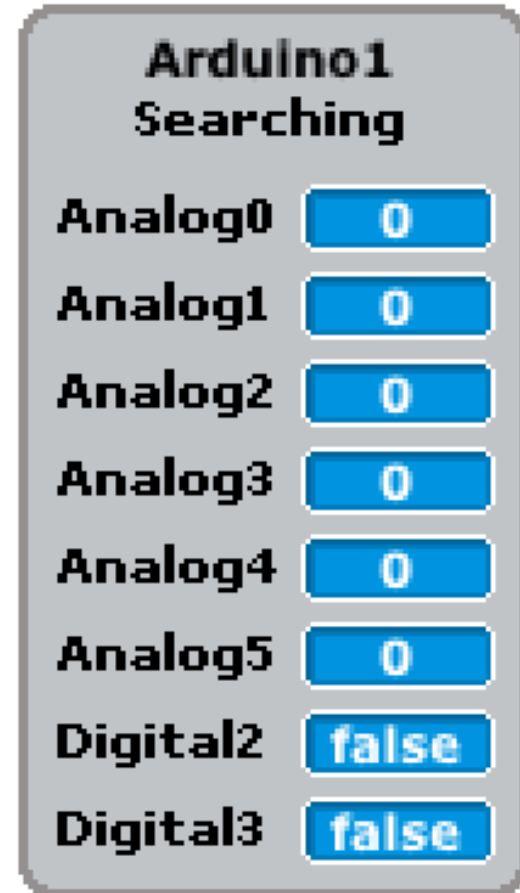 Arduino1
Searching
Analog0 0
Analog1 0
Analog2 0
Analog3 0
Analog4 0
Analog5 0
Digital2 false
Digital3 false